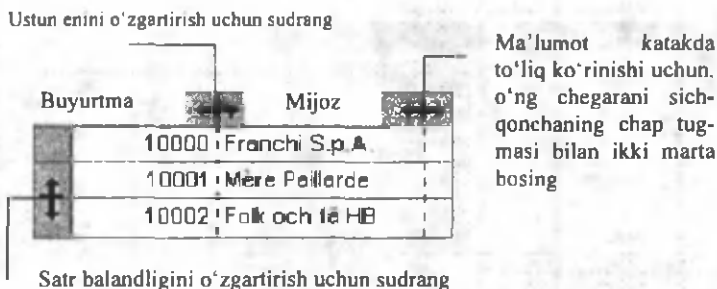 Ustun enini o‘zgartirish uchun sudrang
Ma’lumot katakda
to‘liq ko‘rinishi uchun,
o‘ng chegarani sich-
qonchaning chap tug-
masi bilan ikki marta
bosing
Buyurtma Mijoz
10000 Franchi S.p.A.
10001 Mère Paillarde
10002 Folk och fä HB
Satr balandligini o‘zgartirish uchun sudrang